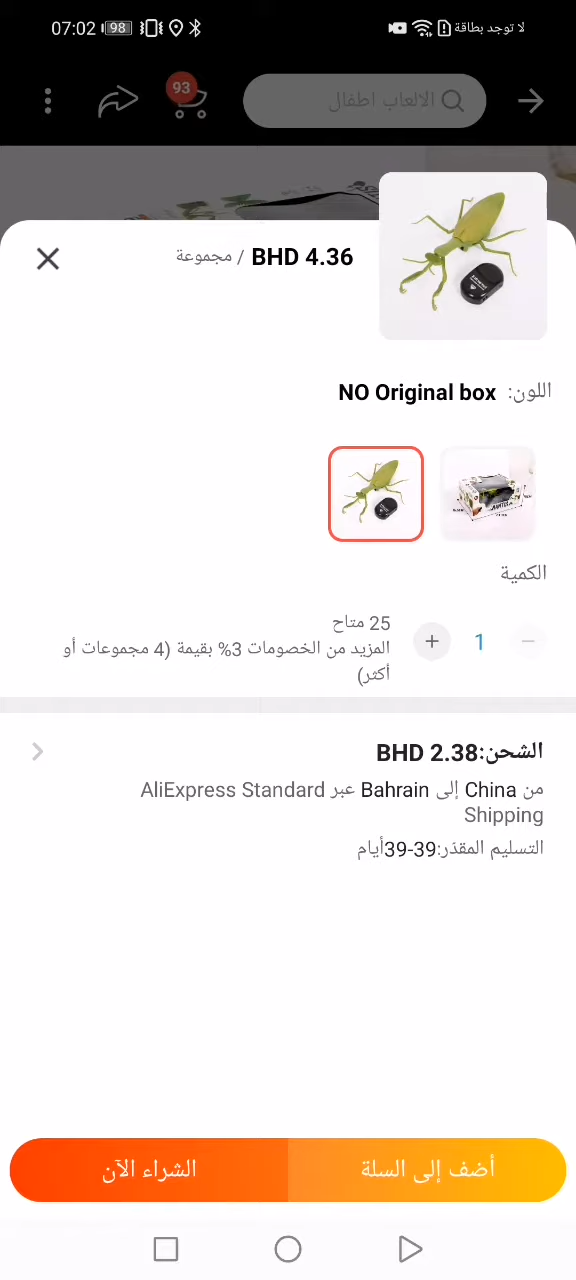 07:02
98
لا توجد بطاقة
93
الالعاب اطفال
BHD 4.36 / مجموعة
اللون: NO Original box
الكمية
1
25 متاح
المزيد من الخصومات 3% بقيمة (4 مجموعات أو
أكثر)
الشحن:BHD 2.38
من China إلى Bahrain عبر AliExpress Standard
Shipping
التسليم المقدّر:39-39أيام
أضف إلى السلة
الشراء الآن